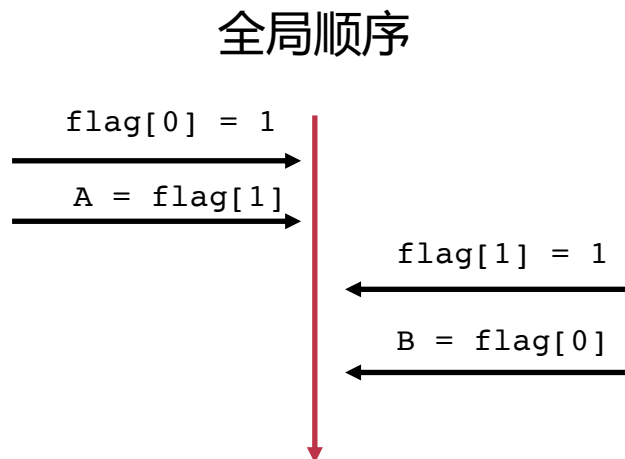 全局顺序
flag[0] = 1
A = flag[1]
flag[1] = 1
B = flag[0]